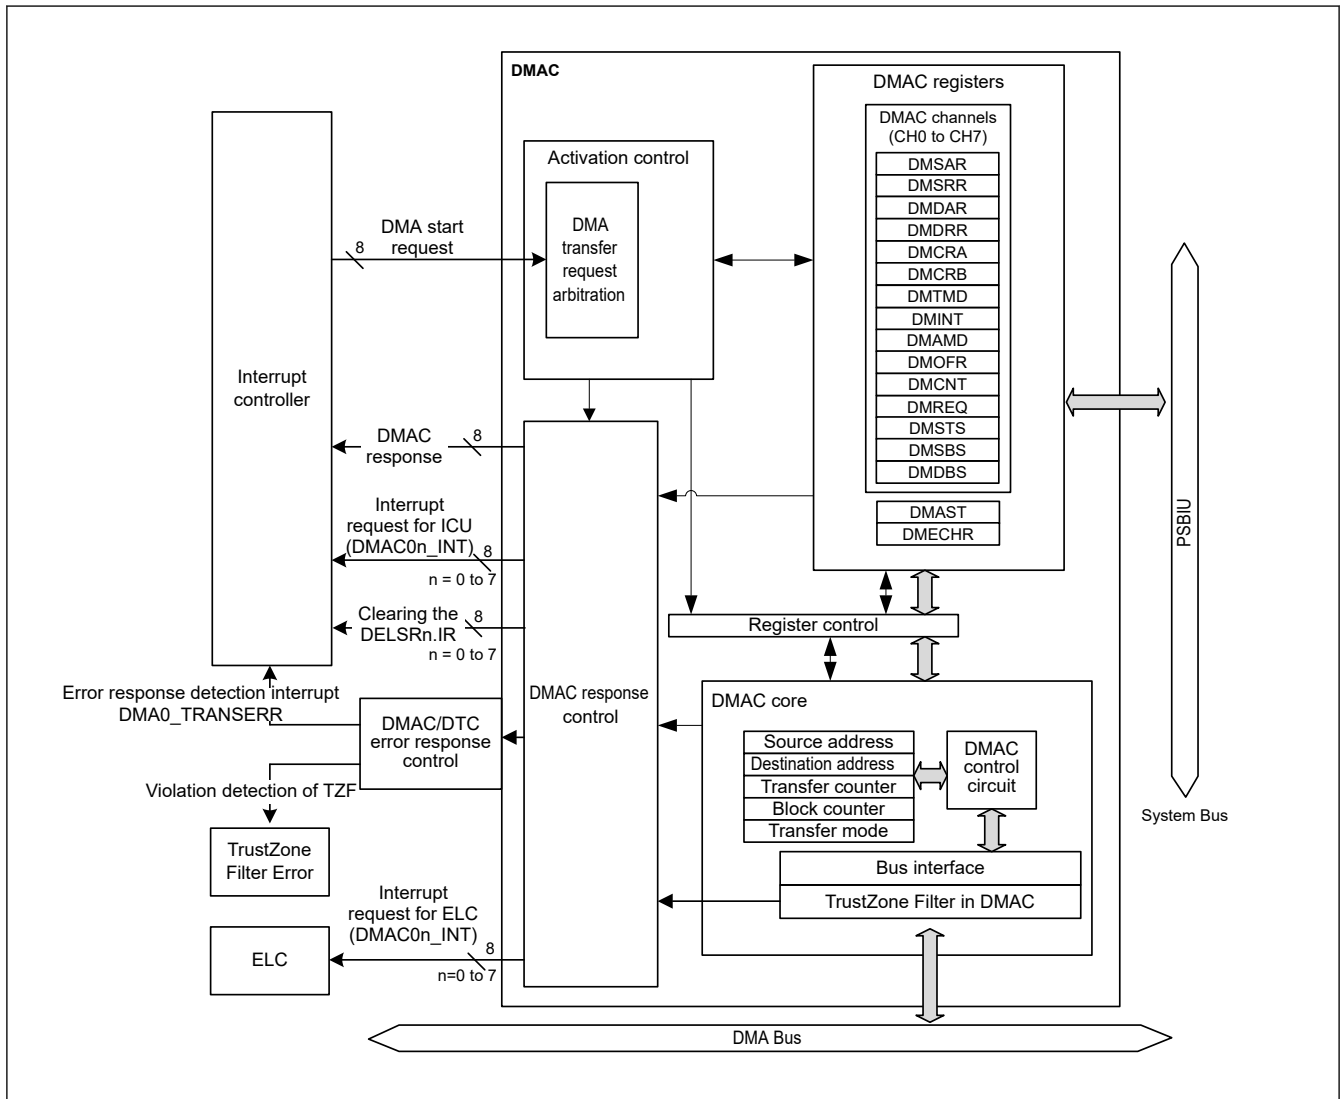 DMAC
DMAC registers
DMAC channels
(CH0 to CH7)
DMSAR
DMSRR
DMDAR
DMDRR
DMCRA
DMCRB
DMTMD
DMINT
DMAMD
DMOFR
DMCNT
DMREQ
DMSTS
DMSBS
DMDBS
DMAST
DMECHR
Activation control
DMA
transfer
request
arbitration
DMA start
request
8
Interrupt
controller
DMAC
response
8
Interrupt
request for ICU
(DMAC0n_INT)
8
n = 0 to 7
Clearing the
DELSRn.IR
8
n = 0 to 7
Error response detection interrupt
DMA0_TRANSERR
DMAC/DTC
error response
control
Violation detection of TZF
TrustZone
Filter Error
Interrupt
request for ELC
(DMAC0n_INT)
8
n=0 to 7
ELC
DMAC response
control
Register control
DMAC core
Source address
Destination address
Transfer counter
Block counter
Transfer mode
DMAC
control
circuit
Bus interface
TrustZone Filter in DMAC
PSBIU
System Bus
DMA Bus